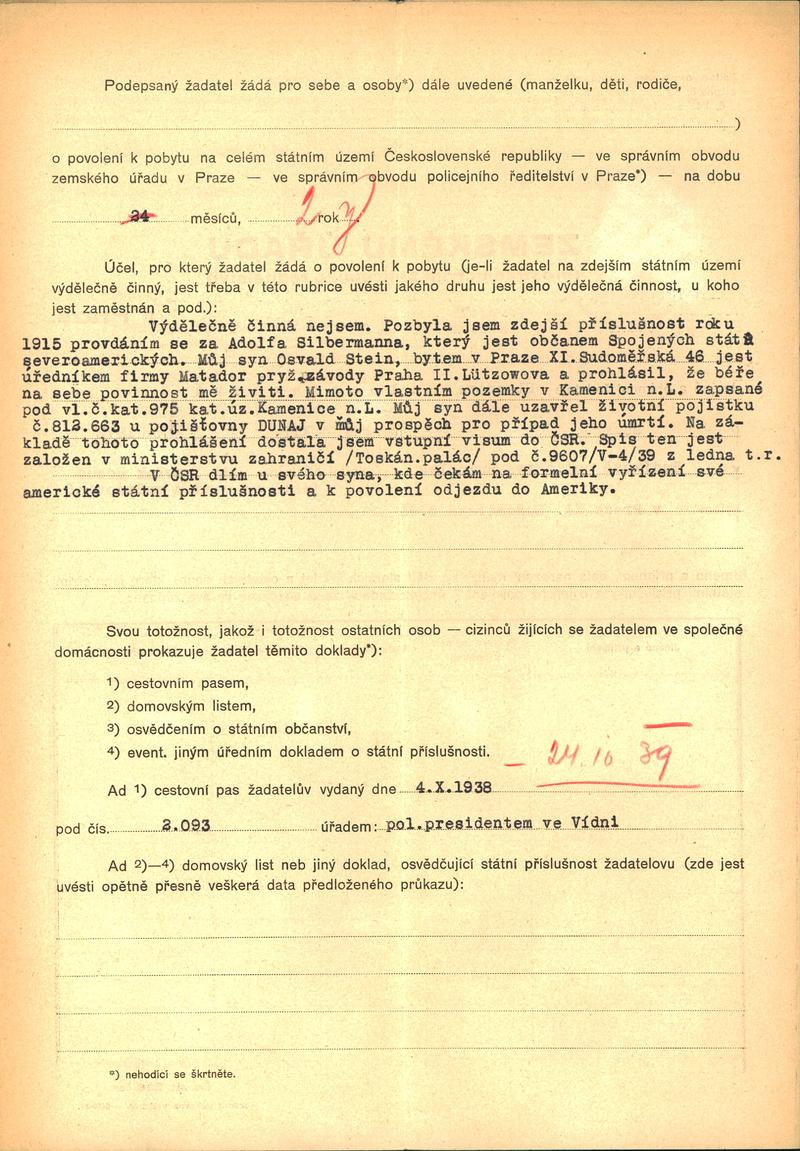 Podepsaný žadatel žádá pro sebe a osoby*) dále uvedené (manželku, děti, rodiče,
)
o povolení k pobytu na celém státním území Československé republiky — ve správním obvodu
zemského úřadu v Praze — ve správním obvodu policejního ředitelství v Praze*) — na dobu
24 měsíců, 2 rok y.
Účel, pro který žadatel žádá o povolení k pobytu (je-li žadatel na zdejším státním území
výdělečně činný, jest třeba v této rubrice uvésti jakého druhu jest jeho výdělečná činnost, u koho
jest zaměstnán a pod.):
Výdělečně činná nejsem. Pozbyla jsem zdejší příslušnost roku
1915 provdáním se za Adolfa Silbermanna, který jest občanem Spojených států
severoamerických. Můj syn Osvald Stein, bytem v Praze XI.Sudoměřská 46 jest
úředníkem firmy Matador pryž.závody Praha II.Lützowova a prohlásil, že béře
na sebe povinnost mě živiti. Mimoto vlastním pozemky v Kamenici n.L. zapsané
pod vl.č.kat.975 kat.úz.Kamenice n.L. Můj syn dále uzavřel životní pojistku
č.812.663 u pojišťovny DUNAJ v můj prospěch pro případ jeho úmrtí. Na zá-
kladě tohoto prohlášení dostala jsem vstupní visum do ČSR. Spis ten jest
založen v ministerstvu zahraničí /Toskán.palác/ pod č.9607/V-4/39 z ledna t.r.
V ČSR dlím u svého syna, kde čekám na formelní vyřízení své
americké státní příslušnosti a k povolení odjezdu do Ameriky.
Svou totožnost, jakož i totožnost ostatních osob — cizinců žijících se žadatelem ve společné
domácnosti prokazuje žadatel těmito doklady*):
1) cestovním pasem,
2) domovským listem,
3) osvědčením o státním občanství,
4) event. jiným úředním dokladem o státní příslušnosti.
— 24.10 39
Ad 1) cestovní pas žadatelův vydaný dne 4.X.1938
pod čís. 2.093 úřadem: pol.presidentem ve Vídni
Ad 2)—4) domovský list neb jiný doklad, osvědčující státní příslušnost žadatelovu (zde jest
uvésti opětně přesně veškerá data předloženého průkazu):
*) nehodící se škrtněte.